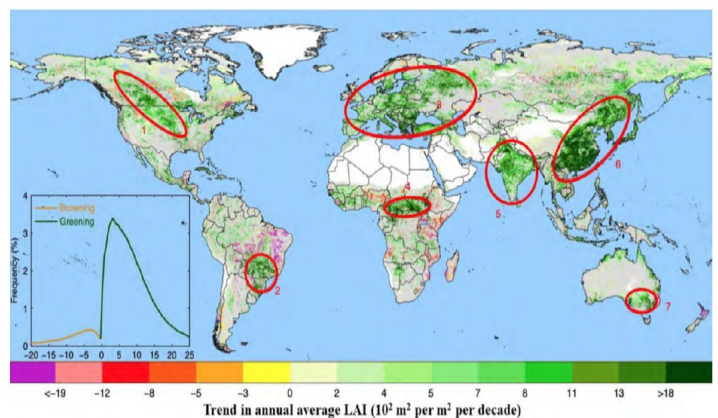 1
2
3
4
5
6
7
4
3
2
1
0
Frequency (%)
Browning
Greening
-20 -15 -10 -5 0 5 10 15 20 25
<-19 -12 -8 -5 -3 0 2 4 7 8 11 13 >18
Trend in annual average LAI (10² m² per m² per decade)